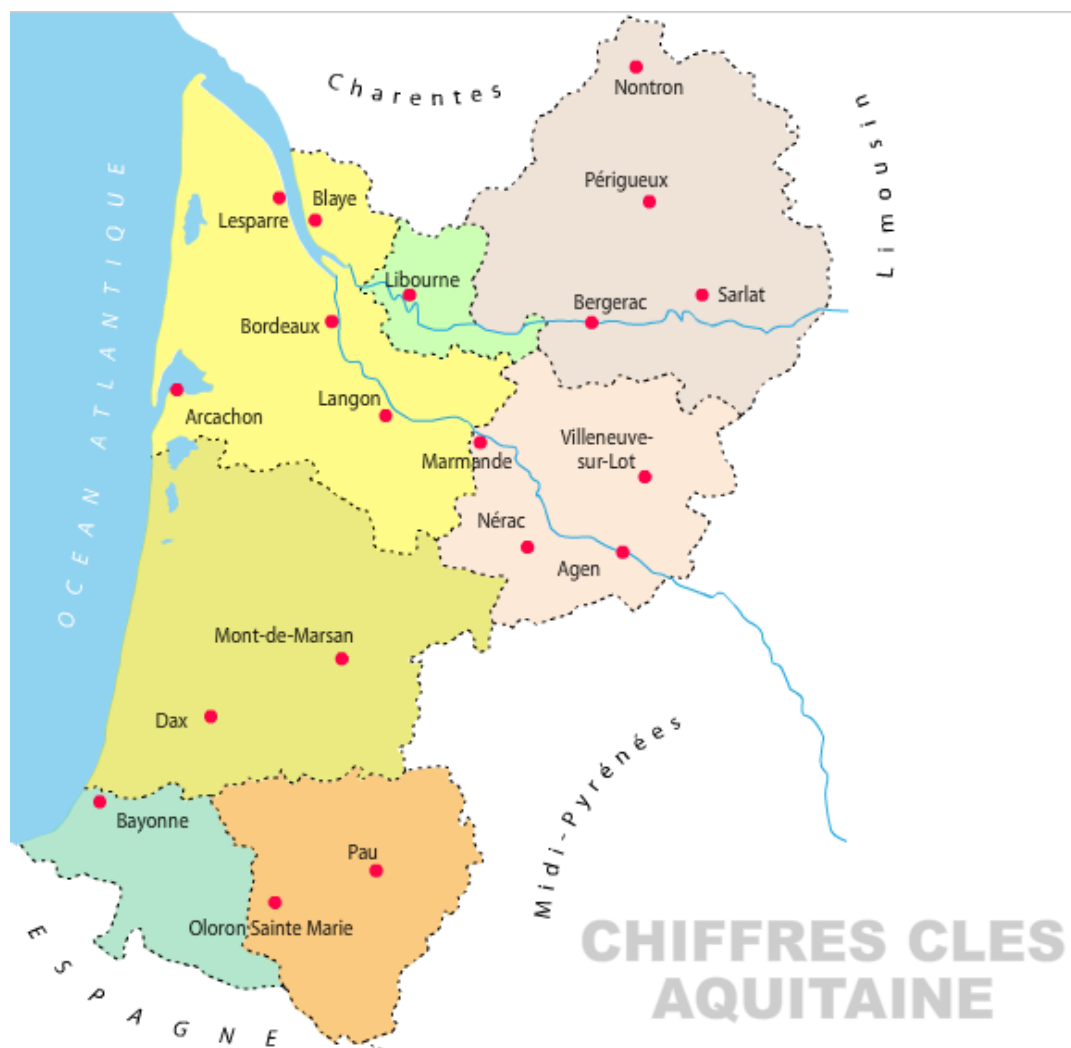 Charentes
Limousin
Nontron
Périgueux
Blaye
Lesparre
Libourne
Sarlat
Bergerac
Bordeaux
OCEAN ATLANTIQUE
Langon
Arcachon
Villeneuve-
sur-Lot
Marmande
Nérac
Agen
Mont-de-Marsan
Dax
Midi-Pyrénées
Bayonne
Pau
Oloron Sainte Marie
ESPAGNE
CHIFFRES CLES
AQUITAINE